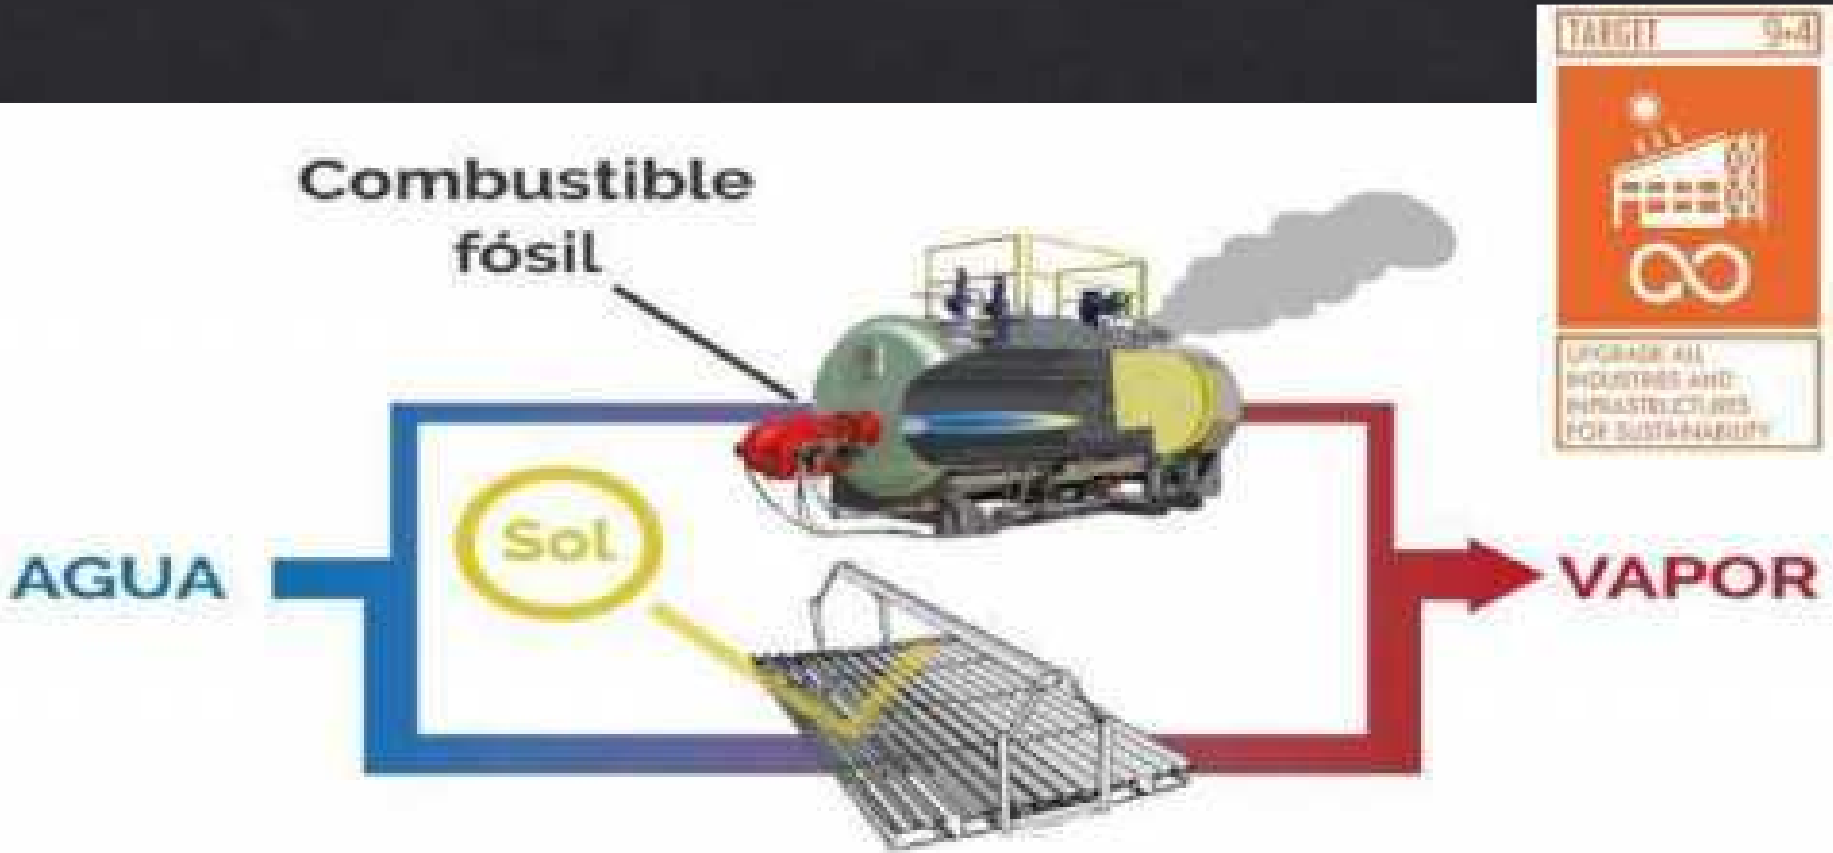 TARGET 9·4
Combustible
fósil
UPGRADE ALL
INDUSTRIES AND
INFRASTRUCTURES
FOR SUSTAINABILITY
Sol
AGUA
VAPOR